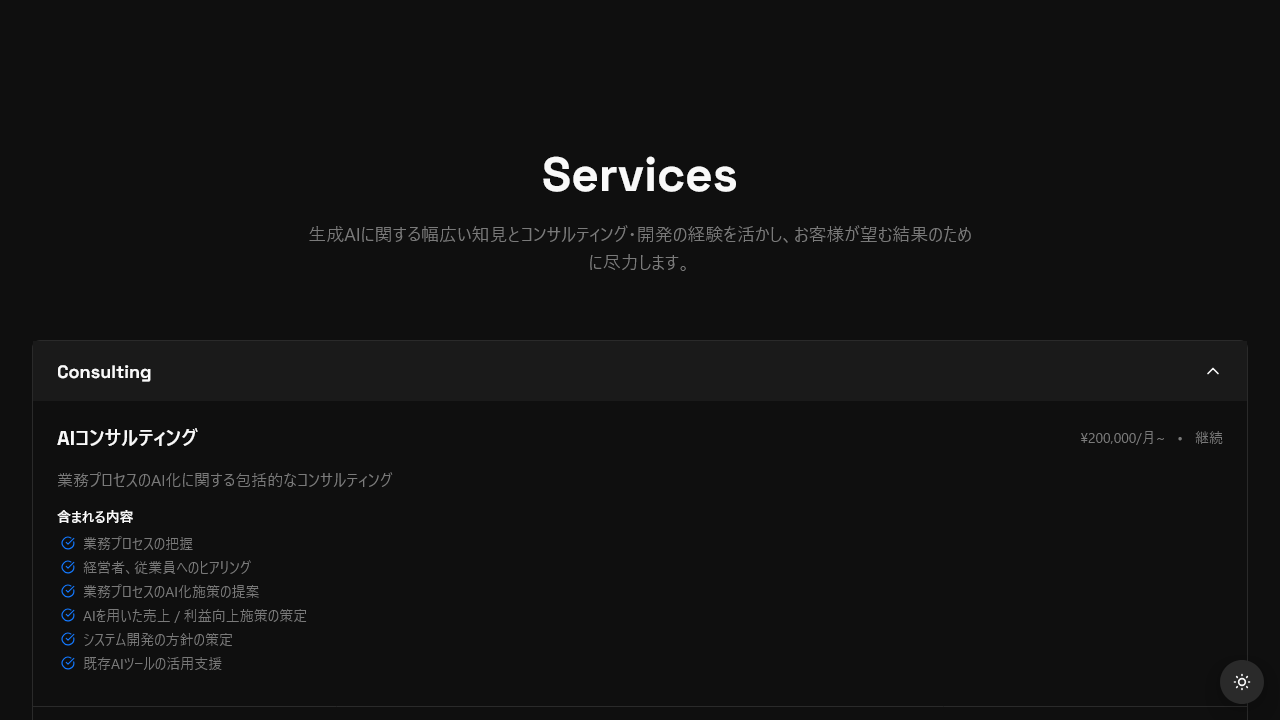 Services
生成AIに関する幅広い知見とコンサルティング・開発の経験を活かし、お客様が望む結果のため
に尽力します。
Consulting
AIコンサルティング
¥200,000/月~ • 継続
業務プロセスのAI化に関する包括的なコンサルティング
含まれる内容
業務プロセスの把握
経営者、従業員へのヒアリング
業務プロセスのAI化施策の提案
AIを用いた売上 / 利益向上施策の策定
システム開発の方針の策定
既存AIツールの活用支援